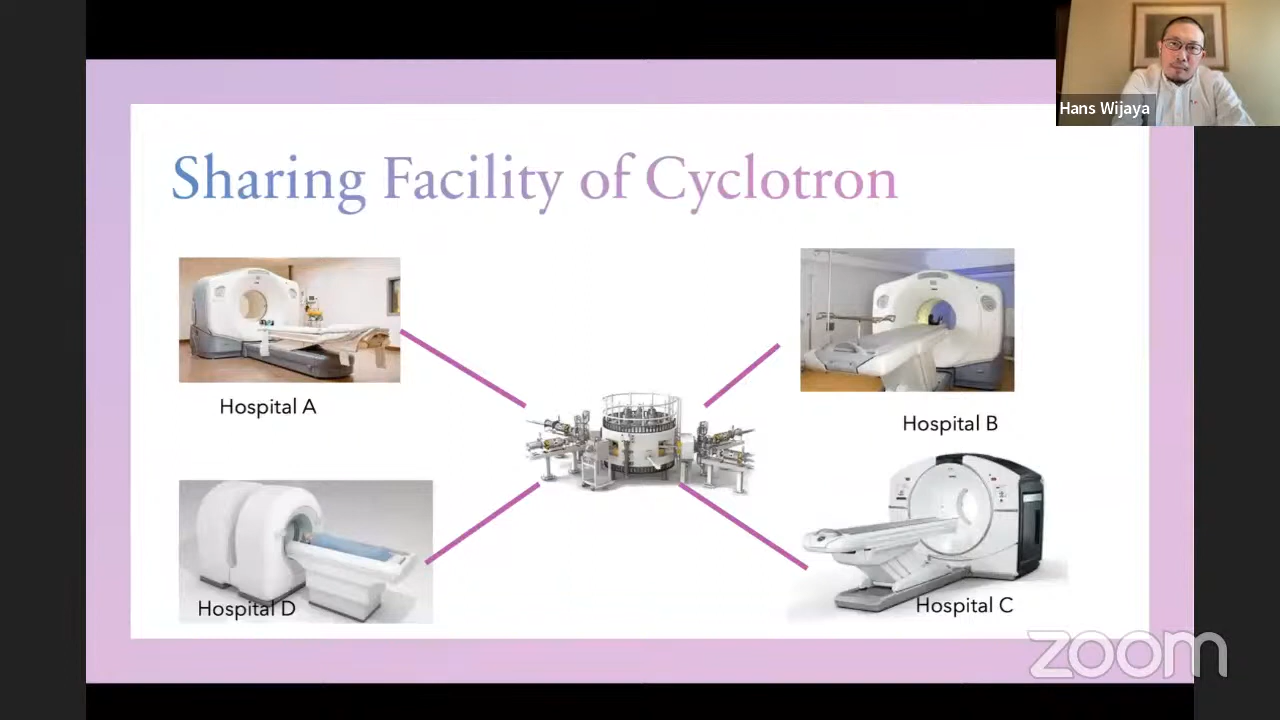 Hans Wijaya
Sharing Facility of Cyclotron
Hospital A
Hospital B
Hospital D
Hospital C
zoom